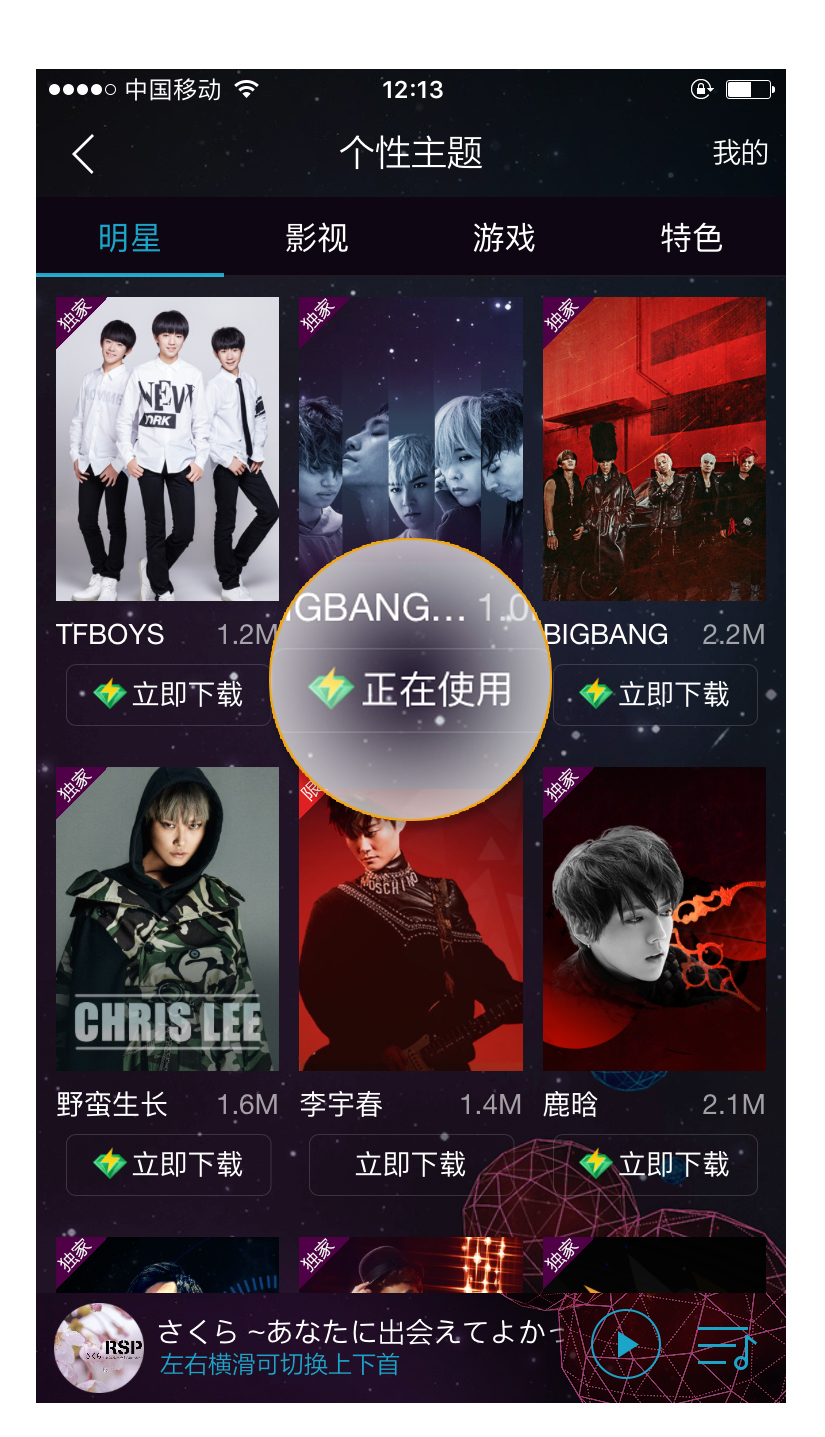 中国移动 12:13
个性主题 我的
明星 影视 游戏 特色
独家 独家 独家
NEW
YORK
TFBOYS 1.2M
IGBANG... 1.0
BIGBANG 2.2M
立即下载 正在使用 立即下载
独家 限 独家
MOSCHINO
CHRIS LEE
野蛮生长 1.6M 李宇春 1.4M 鹿晗 2.1M
立即下载 立即下载 立即下载
独家 独家 独家
さくら RSP
さくら ~あなたに出会えてよかっ
左右横滑可切换上下首